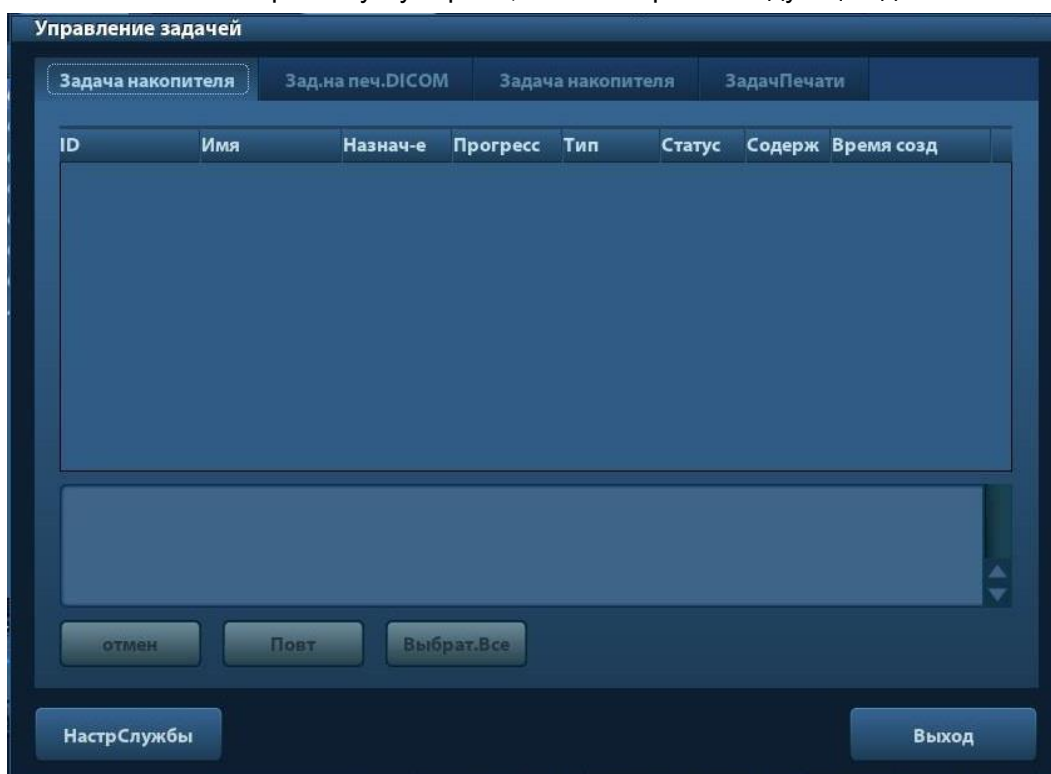 Управление задачей
Задача накопителя Зад.на печ.DICOM Задача накопителя ЗадачПечати
ID Имя Назнач-е Прогресс Тип Статус Содерж Время созд
отмен Повт Выбрат.Все
НастрСлужбы Выход